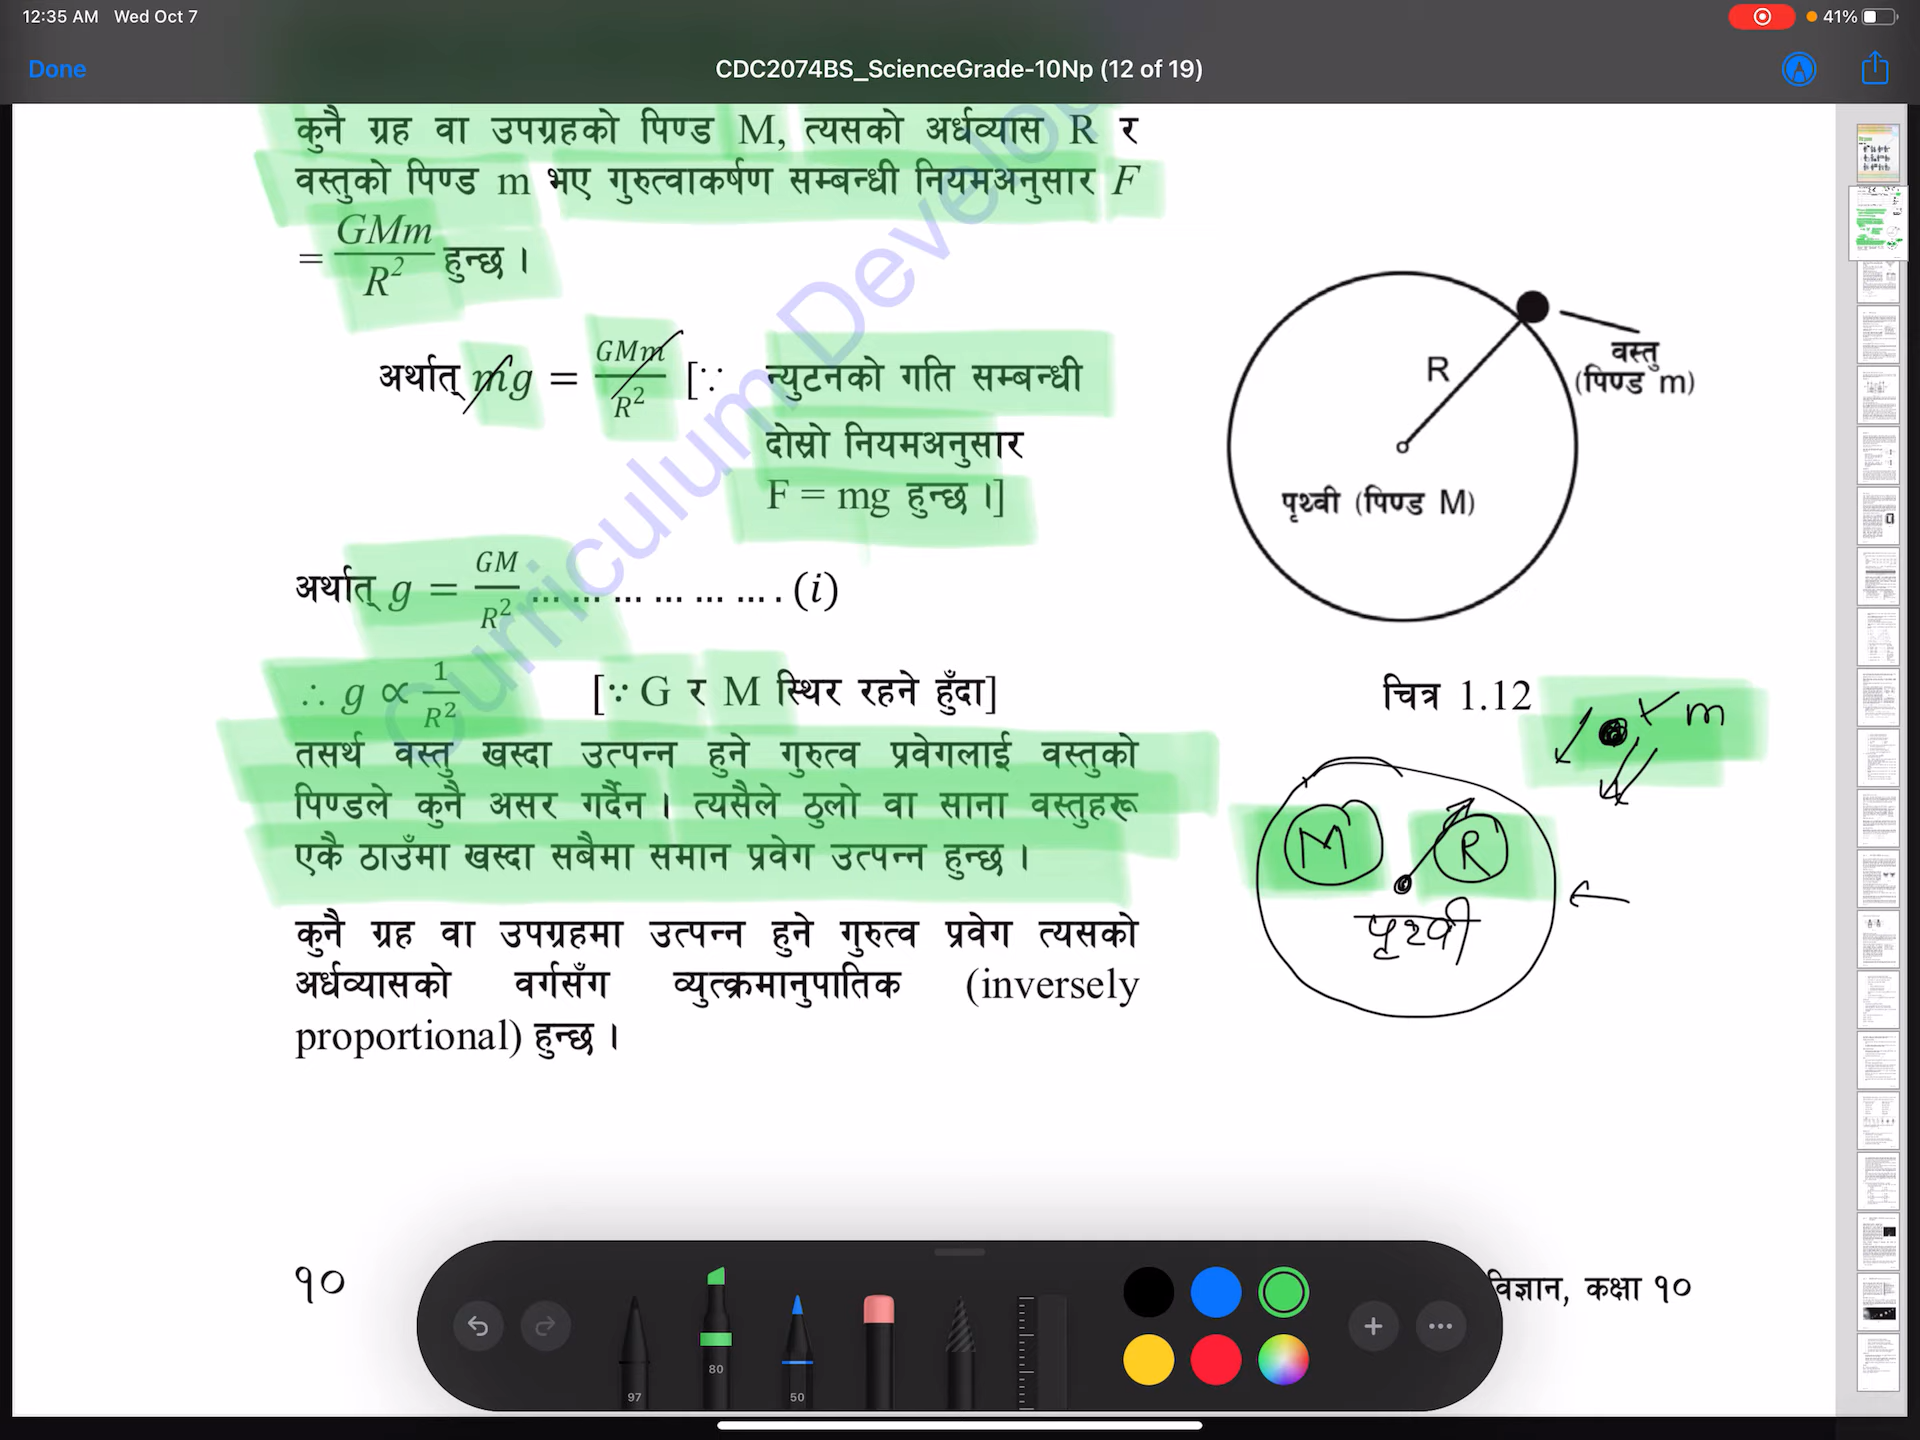 12:35 AM Wed Oct 7
41%
Done
CDC2074BS_ScienceGrade-10Np (12 of 19)
कुनै ग्रह वा उपग्रहको पिण्ड M, त्यसको अर्धव्यास R र
वस्तुको पिण्ड m भए गुरुत्वाकर्षण सम्बन्धी नियमअनुसार F
= GMm/R² हुन्छ ।
अर्थात् mg = GMm/R² [∵ न्युटनको गति सम्बन्धी
दोस्रो नियमअनुसार
F = mg हुन्छ ।]
अर्थात् g = GM/R² ... ... ... ... ... ... . (i)
∴ g ∝ 1/R² [∵ G र M स्थिर रहने हुँदा]
तसर्थ वस्तु खस्दा उत्पन्न हुने गुरुत्व प्रवेगलाई वस्तुको
पिण्डले कुनै असर गर्दैन । त्यसैले ठुलो वा साना वस्तुहरू
एकै ठाउँमा खस्दा सबैमा समान प्रवेग उत्पन्न हुन्छ ।
कुनै ग्रह वा उपग्रहमा उत्पन्न हुने गुरुत्व प्रवेग त्यसको
अर्धव्यासको वर्गसँग व्युत्क्रमानुपातिक (inversely
proportional) हुन्छ ।
Curriculum Develop
R
वस्तु
(पिण्ड m)
पृथ्वी (पिण्ड M)
चित्र 1.12
m
M
R
पृथ्वी
१०
विज्ञान, कक्षा १०
97
80
50